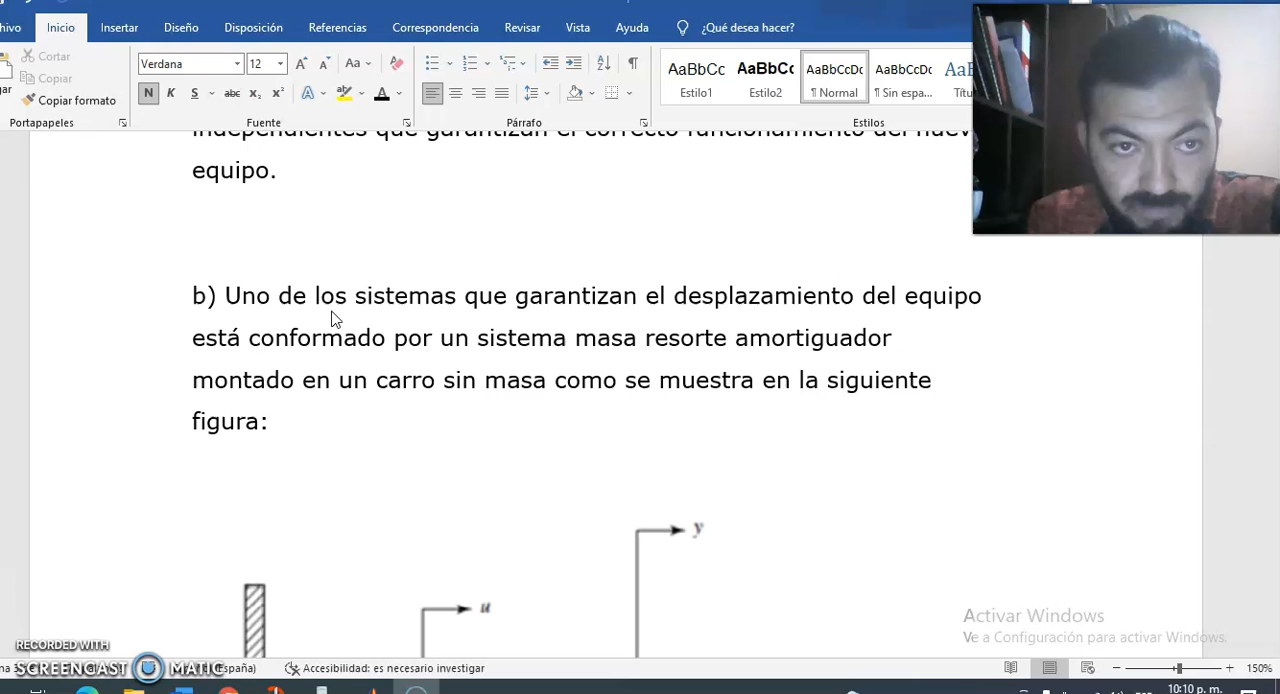 Inicio Insertar Diseño Disposición Referencias Correspondencia Revisar Vista Ayuda ¿Qué desea hacer?
Cortar
Copiar
Copiar formato
Portapapeles
Verdana 12 Aa
N K S abc x₂ x² A A
Fuente
Párrafo
AaBbCc AaBbCc AaBbCcDc AaBbCcDc
Estilo1 Estilo2 ¶ Normal ¶ Sin espa...
Estilos
independientes que garantizan el correcto funcionamiento del
equipo.
b) Uno de los sistemas que garantizan el desplazamiento del equipo
está conformado por un sistema masa resorte amortiguador
montado en un carro sin masa como se muestra en la siguiente
figura:
y
u
Activar Windows
Ve a Configuración para activar Windows.
RECORDED WITH
SCREENCAST MATIC
Accesibilidad: es necesario investigar
150%
10:10 p. m.